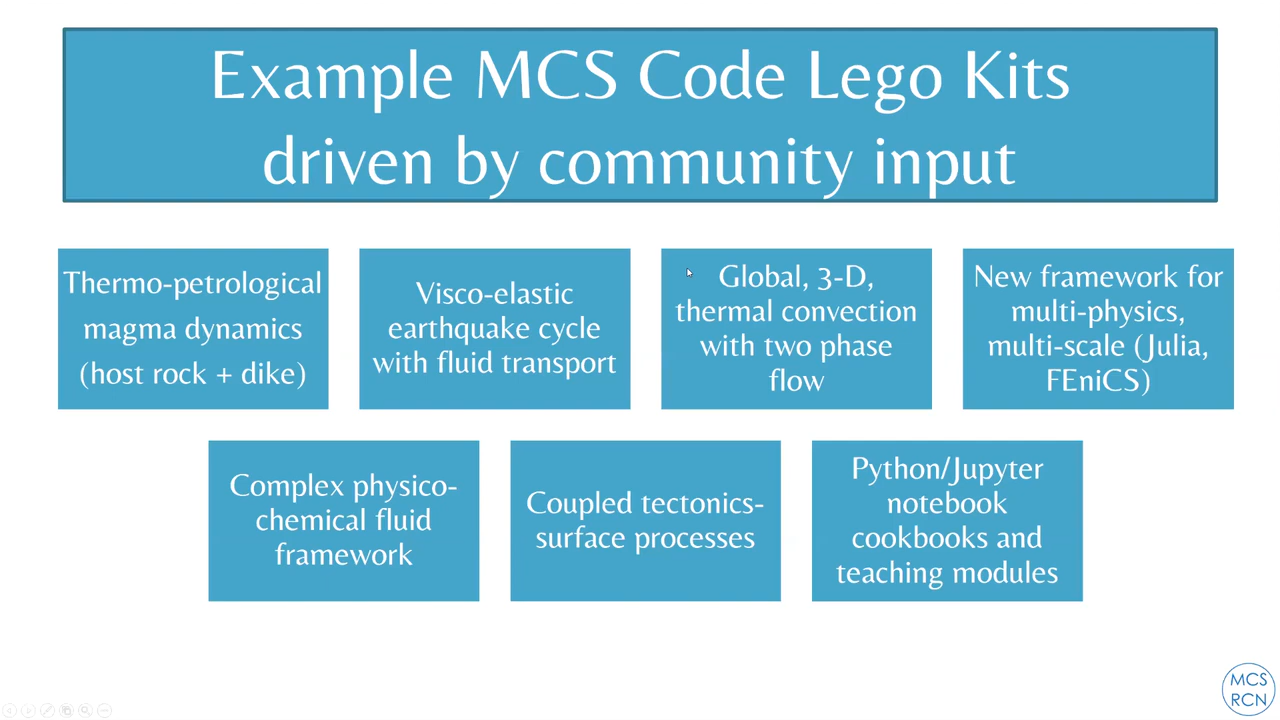 Example MCS Code Lego Kits
driven by community input
Thermo-petrological
magma dynamics
(host rock + dike)
Visco-elastic
earthquake cycle
with fluid transport
Global, 3-D,
thermal convection
with two phase
flow
New framework for
multi-physics,
multi-scale (Julia,
FEniCS)
Complex physico-
chemical fluid
framework
Coupled tectonics-
surface processes
Python/Jupyter
notebook
cookbooks and
teaching modules
MCS
RCN